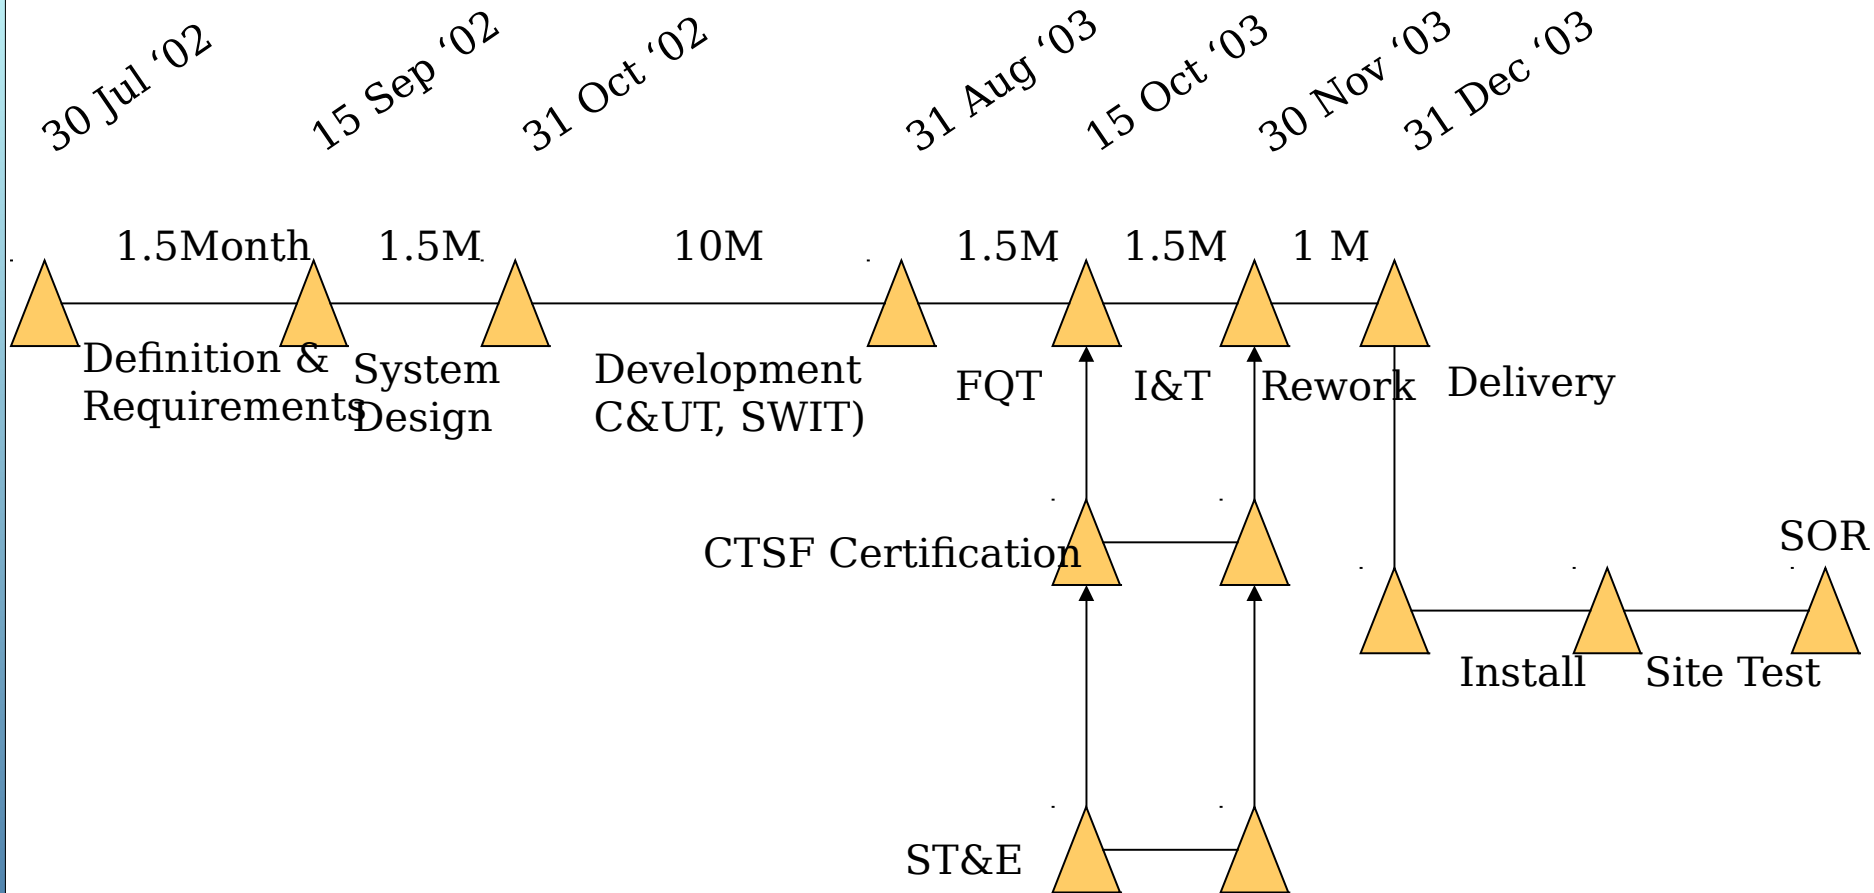 30 Jul ‘02
15 Sep ‘02
31 Oct ‘02
31 Aug ‘03
15 Oct ‘03
30 Nov ‘03
31 Dec ‘03
1.5Month
1.5M
10M
1.5M
1.5M
1 M
Definition &
Requirements
System
Design
Development
C&UT, SWIT)
FQT
I&T
Rework
Delivery
CTSF Certification
SOR
Install
Site Test
ST&E